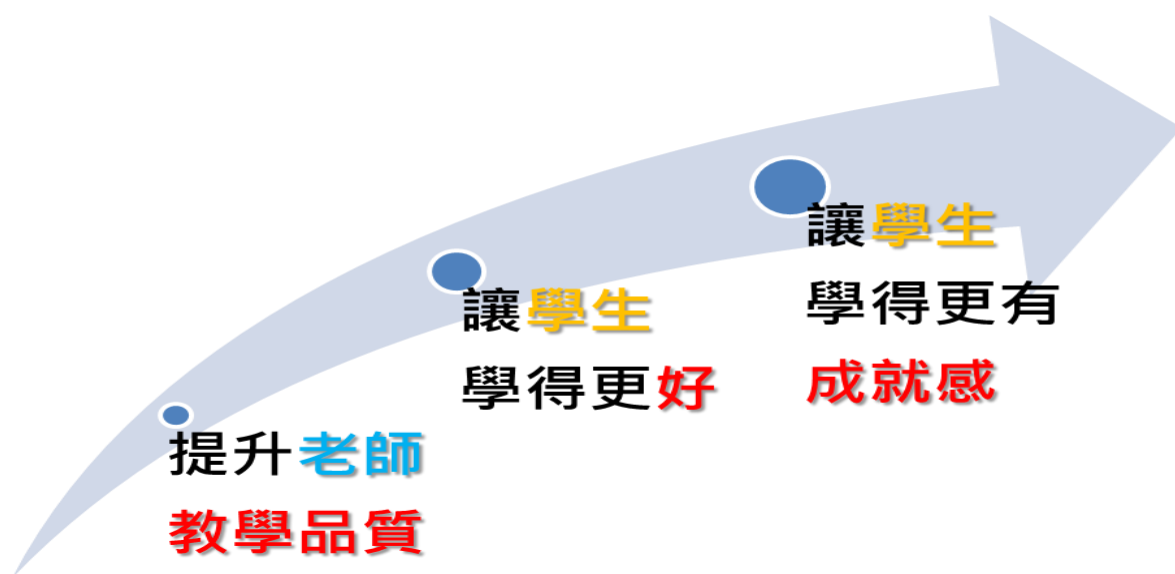 提升老師
教學品質
讓學生
學得更好
讓學生
學得更有
成就感